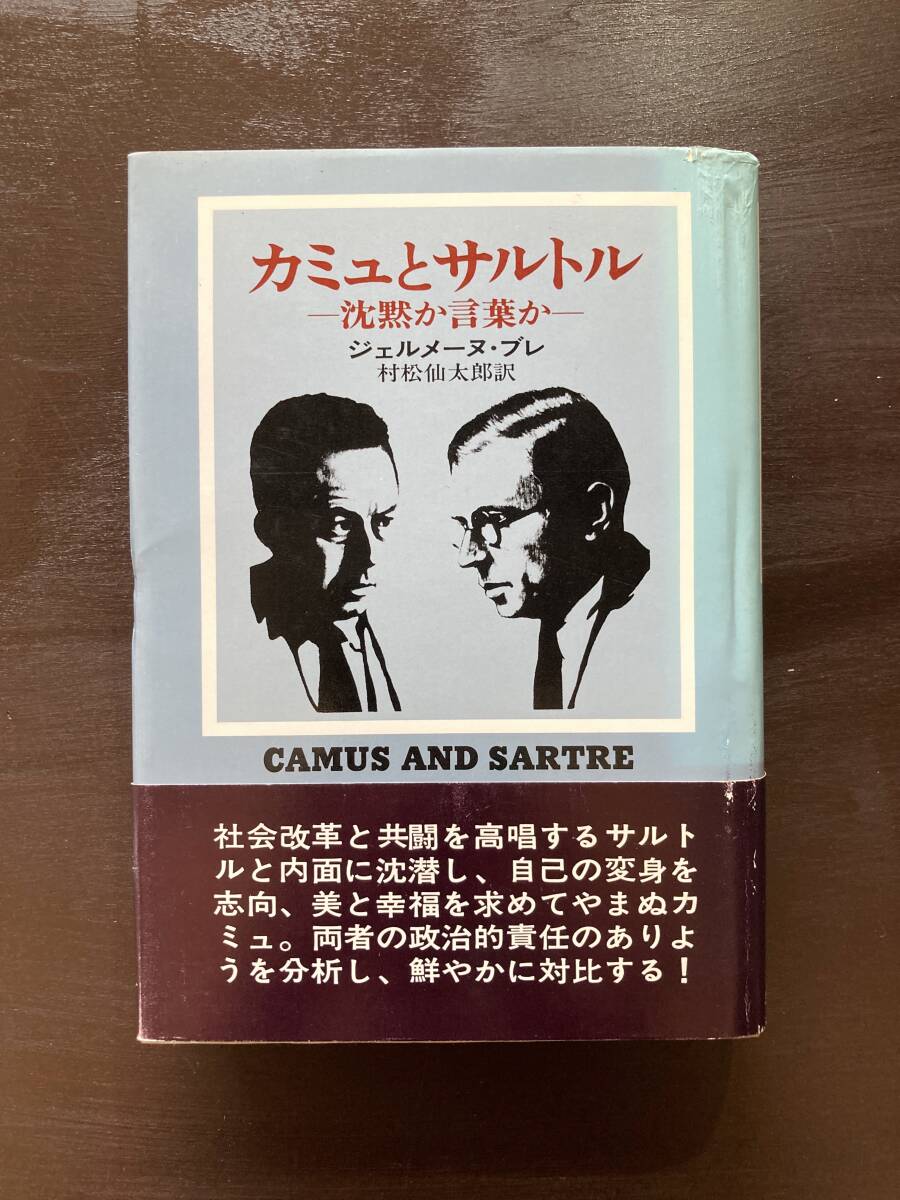 カミュとサルトル
―沈黙か言葉か―
ジェルメーヌ・ブレ
村松仙太郎訳
CAMUS AND SARTRE
社会改革と共闘を高唱するサルト
ルと内面に沈潜し、自己の変身を
志向、美と幸福を求めてやまぬカ
ミュ。両者の政治的責任のありよ
うを分析し、鮮やかに対比する！